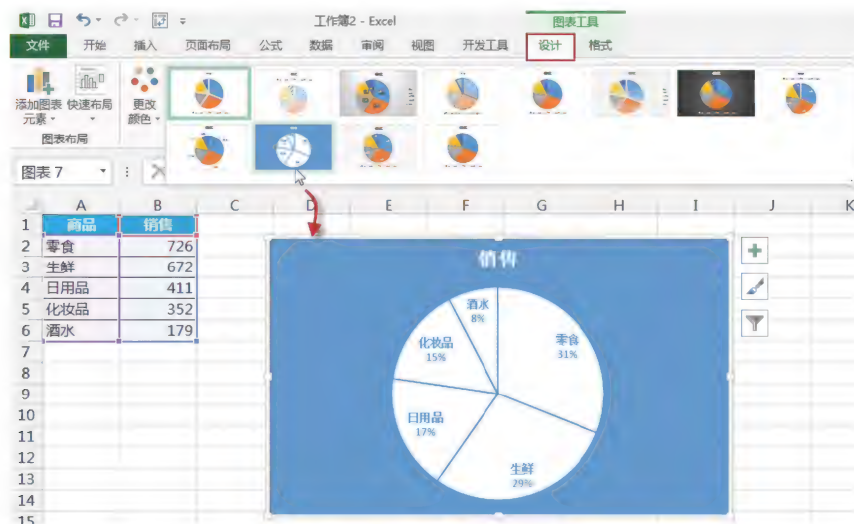 工作簿2 - Excel
图表工具
文件 开始 插入 页面布局 公式 数据 审阅 视图 开发工具 设计 格式
添加图表 快速布局 更改
元素 颜色
图表布局
图表 7
A B C D E F G H I J K
1 商品 销售
2 零食 726
3 生鲜 672
4 日用品 411
5 化妆品 352
6 酒水 179
7
8
9
10
11
12
13
14
15
销售
酒水
8%
零食
31%
化妆品
15%
日用品
17%
生鲜
29%